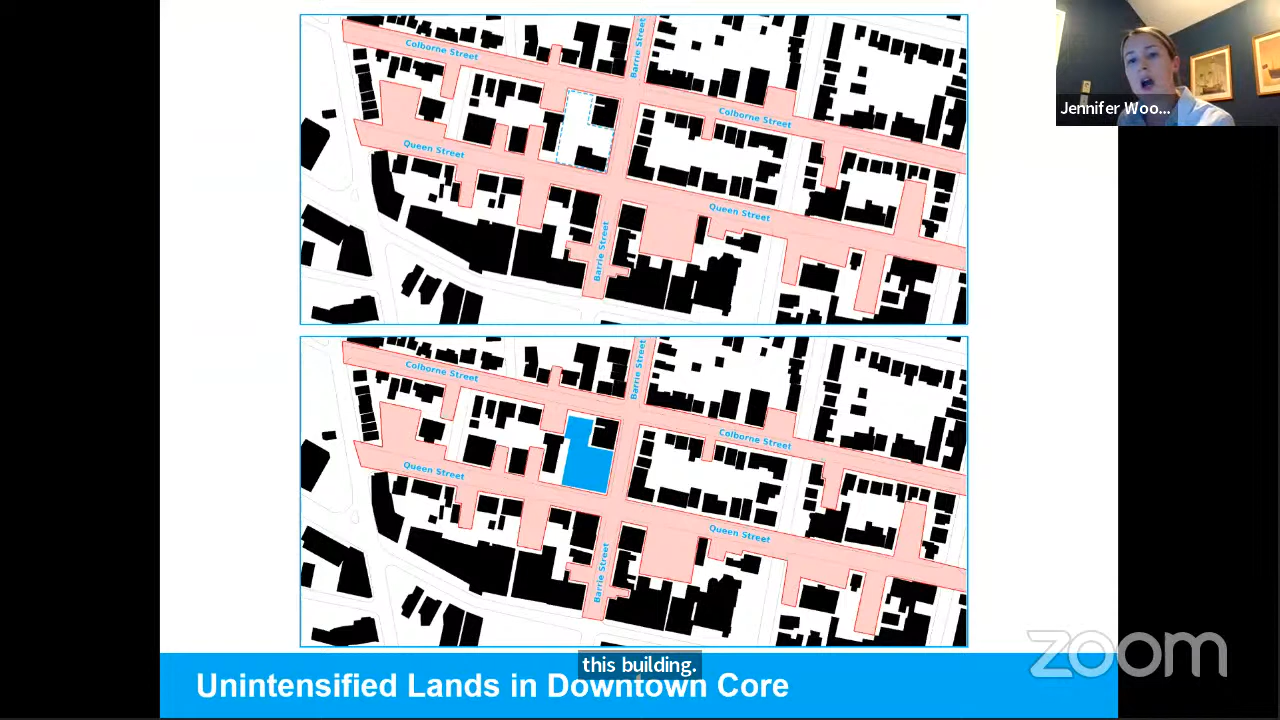 Colborne Street
Barrie Street
Colborne Street
Queen Street
Queen Street
Barrie Street
Jennifer Woo...
Colborne Street
Barrie Street
Colborne Street
Queen Street
Queen Street
Barrie Street
this building.
Unintensified Lands in Downtown Core
zoom